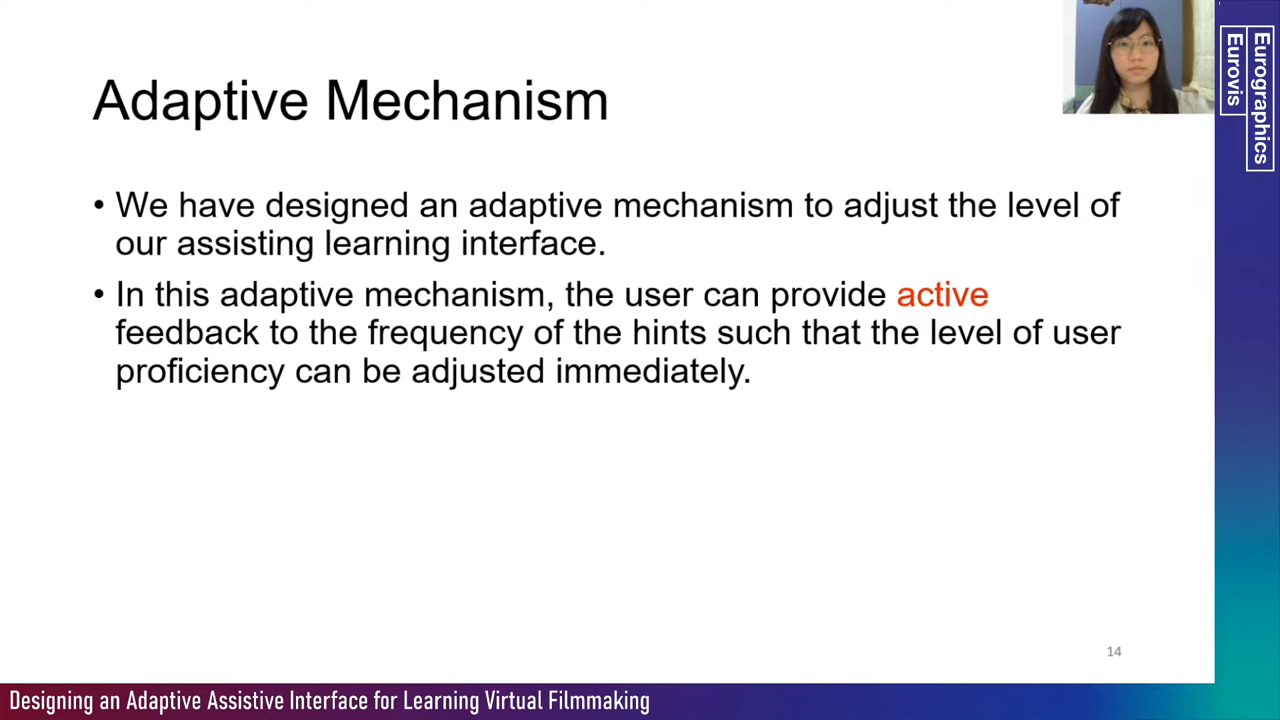 Adaptive Mechanism
• We have designed an adaptive mechanism to adjust the level of
our assisting learning interface.
• In this adaptive mechanism, the user can provide active
feedback to the frequency of the hints such that the level of user
proficiency can be adjusted immediately.
14
Designing an Adaptive Assistive Interface for Learning Virtual Filmmaking
Eurographics
Eurovis